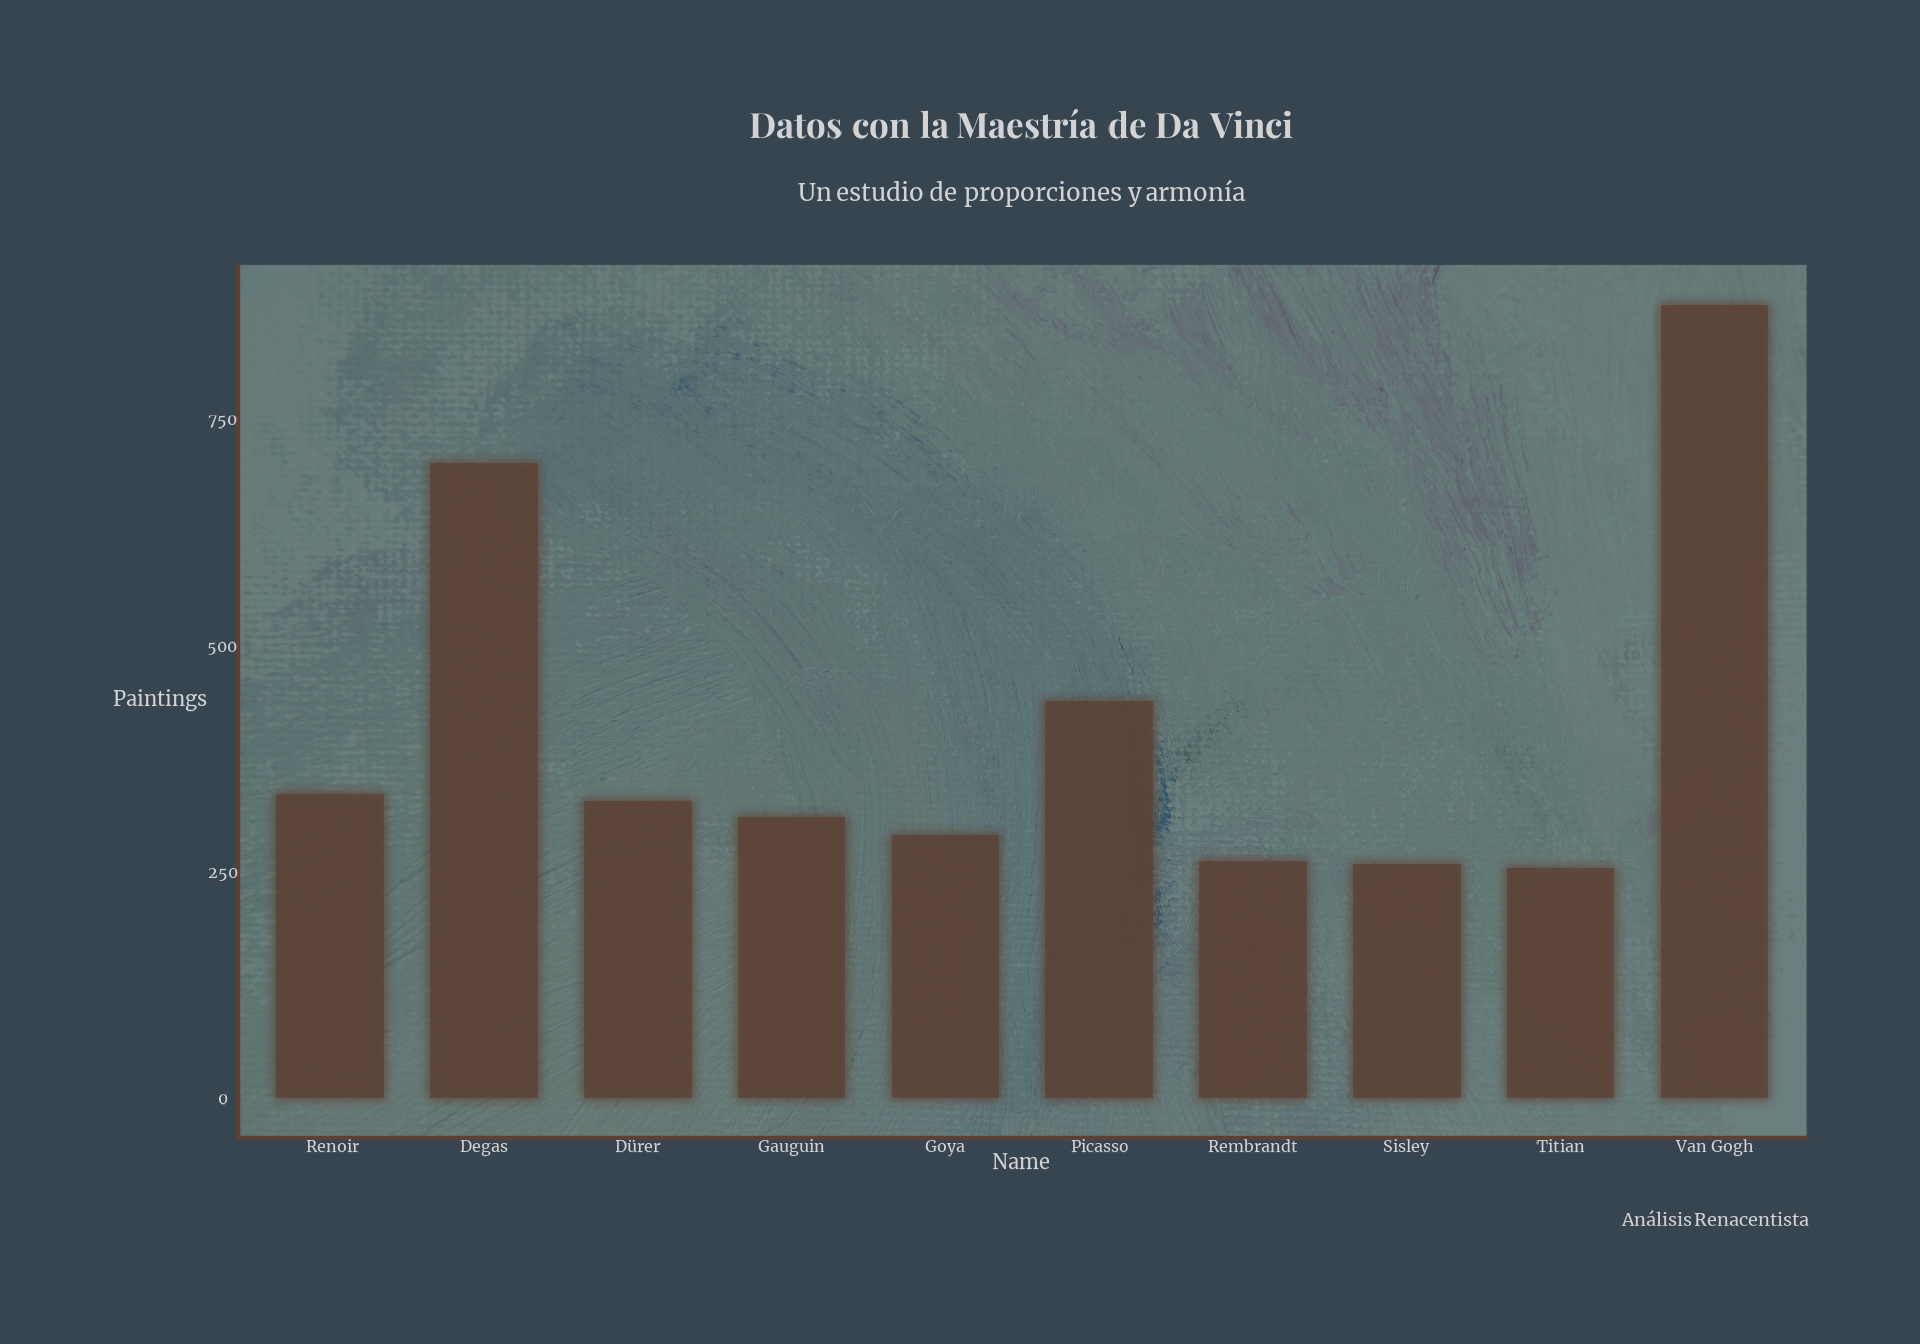 Datos con la Maestría de Da Vinci
Un estudio de proporciones y armonía
750
500
Paintings
250
0
Renoir Degas Dürer Gauguin Goya Picasso Rembrandt Sisley Titian Van Gogh
Name
Análisis Renacentista